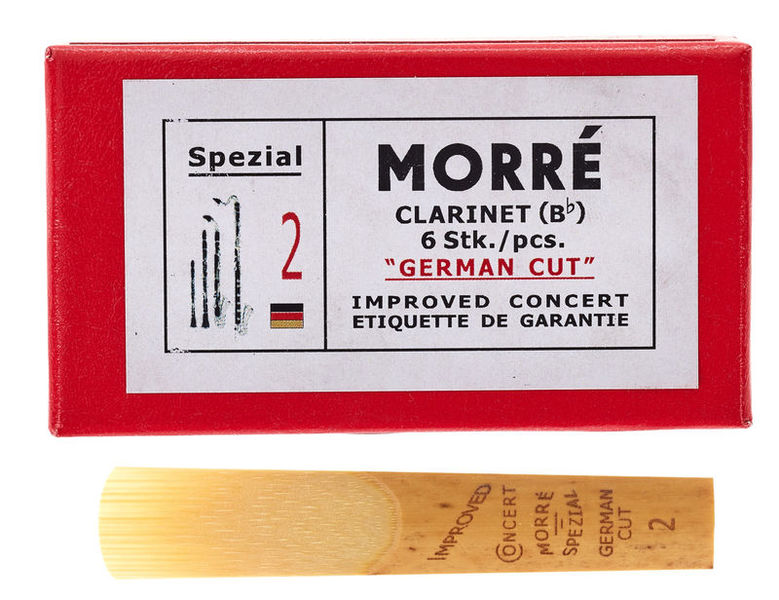 Spezial
2
MORRÉ
CLARINET (B♭)
6 Stk./pcs.
"GERMAN CUT"
IMPROVED CONCERT
ETIQUETTE DE GARANTIE
IMPROVED
CONCERT
MORRÉ
SPEZIAL
GERMAN
CUT
2